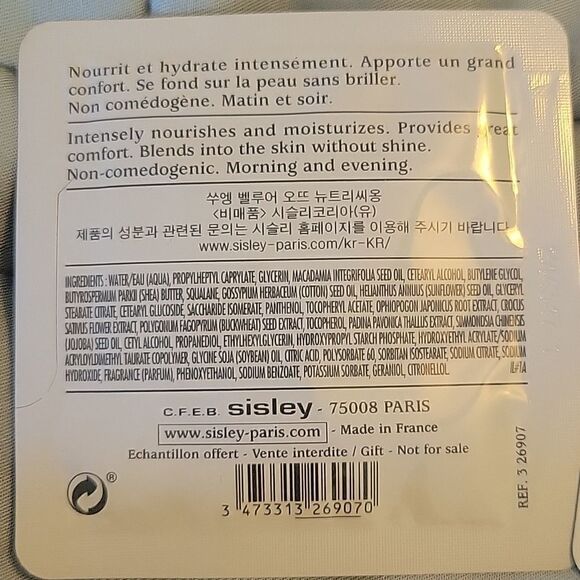 Nourrit et hydrate intensément. Apporte un grand
confort. Se fond sur la peau sans briller.
Non comédogène. Matin et soir.
Intensely nourishes and moisturizes. Provides great
comfort. Blends into the skin without shine.
Non-comedogenic. Morning and evening.
쑤엥 벨루어 오뜨 뉴트리씨옹
<비매품> 시슬리코리아(유)
제품의 성분과 관련된 문의는 시슬리 홈페이지를 이용해 주시기 바랍니다.
www.sisley-paris.com/kr-KR/
INGREDIENTS : WATER/EAU (AQUA), PROPYLHEPTYL CAPRYLATE, GLYCERIN, MACADAMIA INTEGRIFOLIA SEED OIL, CETEARYL ALCOHOL, BUTYLENE GLYCOL,
BUTYROSPERMUM PARKII (SHEA) BUTTER, SQUALANE, GOSSYPIUM HERBACEUM (COTTON) SEED OIL, HELIANTHUS ANNUUS (SUNFLOWER) SEED OIL, GLYCERYL
STEARATE CITRATE, CETEARYL GLUCOSIDE, SACCHARIDE ISOMERATE, PANTHENOL, TOCOPHERYL ACETATE, OPHIOPOGON JAPONICUS ROOT EXTRACT, CROCUS
SATIVUS FLOWER EXTRACT, POLYGONUM FAGOPYRUM (BUCKWHEAT) SEED EXTRACT, TOCOPHEROL, PADINA PAVONICA THALLUS EXTRACT, SIMMONDSIA CHINENSIS
(JOJOBA) SEED OIL, CETYL ALCOHOL, PROPANEDIOL, ETHYLHEXYLGLYCERIN, HYDROXYPROPYL STARCH PHOSPHATE, HYDROXYETHYL ACRYLATE/SODIUM
ACRYLOYLDIMETHYL TAURATE COPOLYMER, GLYCINE SOJA (SOYBEAN) OIL, CITRIC ACID, POLYSORBATE 60, SORBITAN ISOSTEARATE, SODIUM CITRATE, SODIUM
HYDROXIDE, FRAGRANCE (PARFUM), PHENOXYETHANOL, SODIUM BENZOATE, POTASSIUM SORBATE, GERANIOL, CITRONELLOL. IL#1A
C.F.E.B. sisley - 75008 PARIS
www.sisley-paris.com - Made in France
Echantillon offert - Vente interdite / Gift - Not for sale
REF. 3 26907
®
3 473313 269070